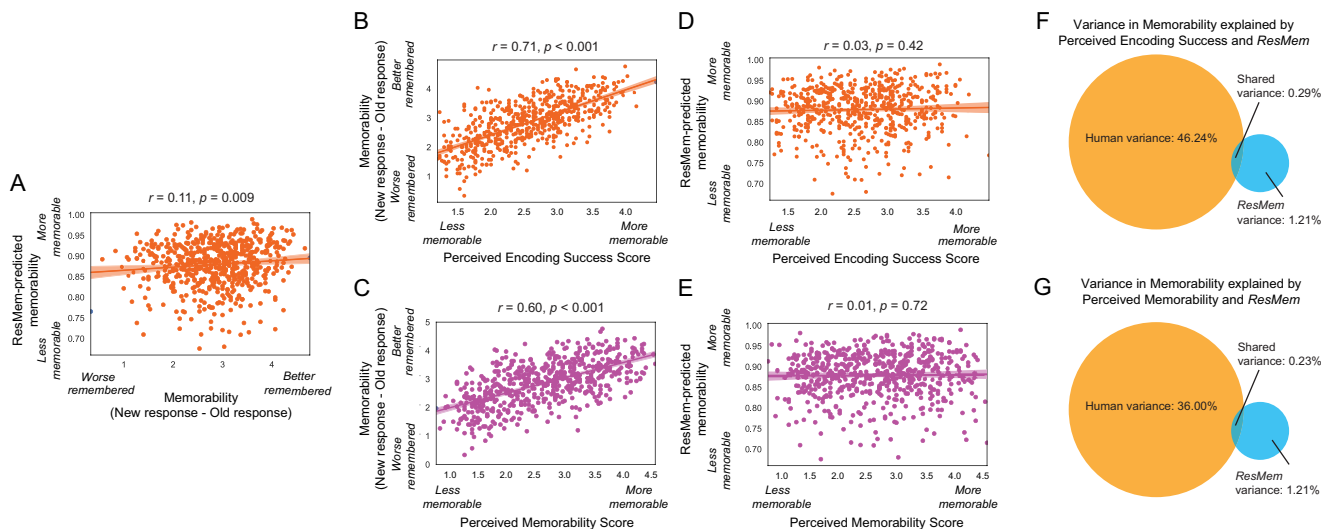 A
r = 0.11, p = 0.009
ResMem-predicted
memorability
More
memorable
Less
memorable
1.00
0.95
0.90
0.85
0.80
0.75
0.70
1
2
3
4
Worse
remembered
Better
remembered
Memorability
(New response - Old response)
B
r = 0.71, p < 0.001
Memorability
(New response - Old response)
Better
remembered
Worse
remembered
4
3
2
1
1.5
2.0
2.5
3.0
3.5
4.0
Less
memorable
More
memorable
Perceived Encoding Success Score
C
r = 0.60, p < 0.001
Memorability
(New response - Old response)
Better
remembered
Worse
remembered
5
4
3
2
1
0
1.0
1.5
2.0
2.5
3.0
3.5
4.0
4.5
Less
memorable
More
memorable
Perceived Memorability Score
D
r = 0.03, p = 0.42
ResMem-predicted
memorability
More
memorable
Less
memorable
1.00
0.95
0.90
0.85
0.80
0.75
0.70
1.5
2.0
2.5
3.0
3.5
4.0
Less
memorable
More
memorable
Perceived Encoding Success Score
E
r = 0.01, p = 0.72
ResMem-predicted
memorability
More
memorable
Less
memorable
1.00
0.95
0.90
0.85
0.80
0.75
0.70
1.0
1.5
2.0
2.5
3.0
3.5
4.0
4.5
Less
memorable
More
memorable
Perceived Memorability Score
F
Variance in Memorability explained by
Perceived Encoding Success and ResMem
Shared
variance: 0.29%
Human variance: 46.24%
ResMem
variance: 1.21%
G
Variance in Memorability explained by
Perceived Memorability and ResMem
Shared
variance: 0.23%
Human variance: 36.00%
ResMem
variance: 1.21%